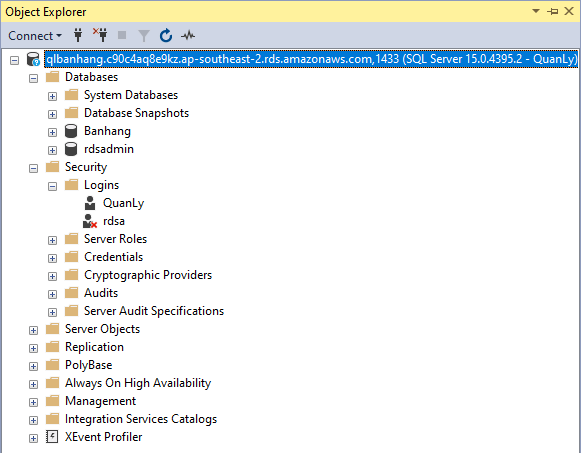 Object Explorer
Connect
qlbanhang.c90c4aq8e9kz.ap-southeast-2.rds.amazonaws.com,1433 (SQL Server 15.0.4395.2 - QuanLy)
Databases
System Databases
Database Snapshots
Banhang
rdsadmin
Security
Logins
QuanLy
rdsa
Server Roles
Credentials
Cryptographic Providers
Audits
Server Audit Specifications
Server Objects
Replication
PolyBase
Always On High Availability
Management
Integration Services Catalogs
XEvent Profiler